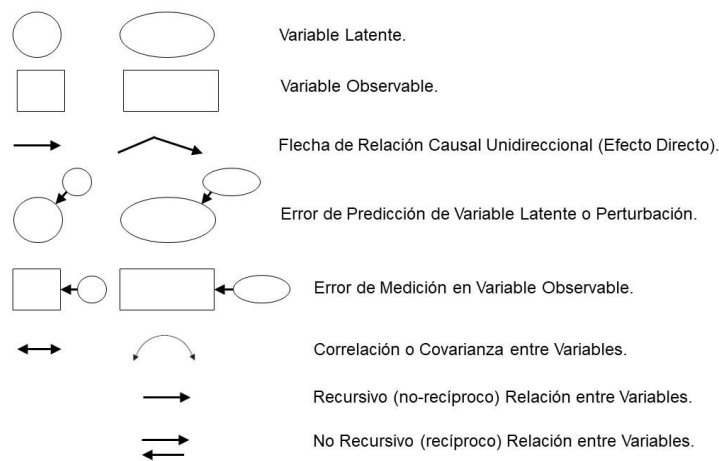 Variable Latente.
Variable Observable.
Flecha de Relación Causal Unidireccional (Efecto Directo).
Error de Predicción de Variable Latente o Perturbación.
Error de Medición en Variable Observable.
Correlación o Covarianza entre Variables.
Recursivo (no-recíproco) Relación entre Variables.
No Recursivo (recíproco) Relación entre Variables.